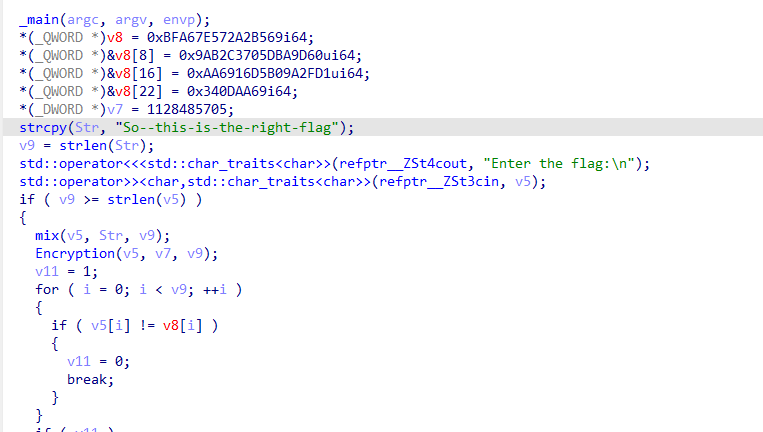 _main(argc, argv, envp);
*(_QWORD *)v8 = 0xBFA67E572A2B569i64;
*(_QWORD *)&v8[8] = 0x9AB2C3705DBA9D60ui64;
*(_QWORD *)&v8[16] = 0xAA6916D5B09A2FD1ui64;
*(_QWORD *)&v8[22] = 0x340DAA69i64;
*(_DWORD *)v7 = 1128485705;
strcpy(Str, "So--this-is-the-right-flag");
v9 = strlen(Str);
std::operator<<<std::char_traits<char>>(refptr__ZSt4cout, "Enter the flag:\n");
std::operator>><char,std::char_traits<char>>(refptr__ZSt3cin, v5);
if ( v9 >= strlen(v5) )
{
mix(v5, Str, v9);
Encryption(v5, v7, v9);
v11 = 1;
for ( i = 0; i < v9; ++i )
{
if ( v5[i] != v8[i] )
{
v11 = 0;
break;
}
}